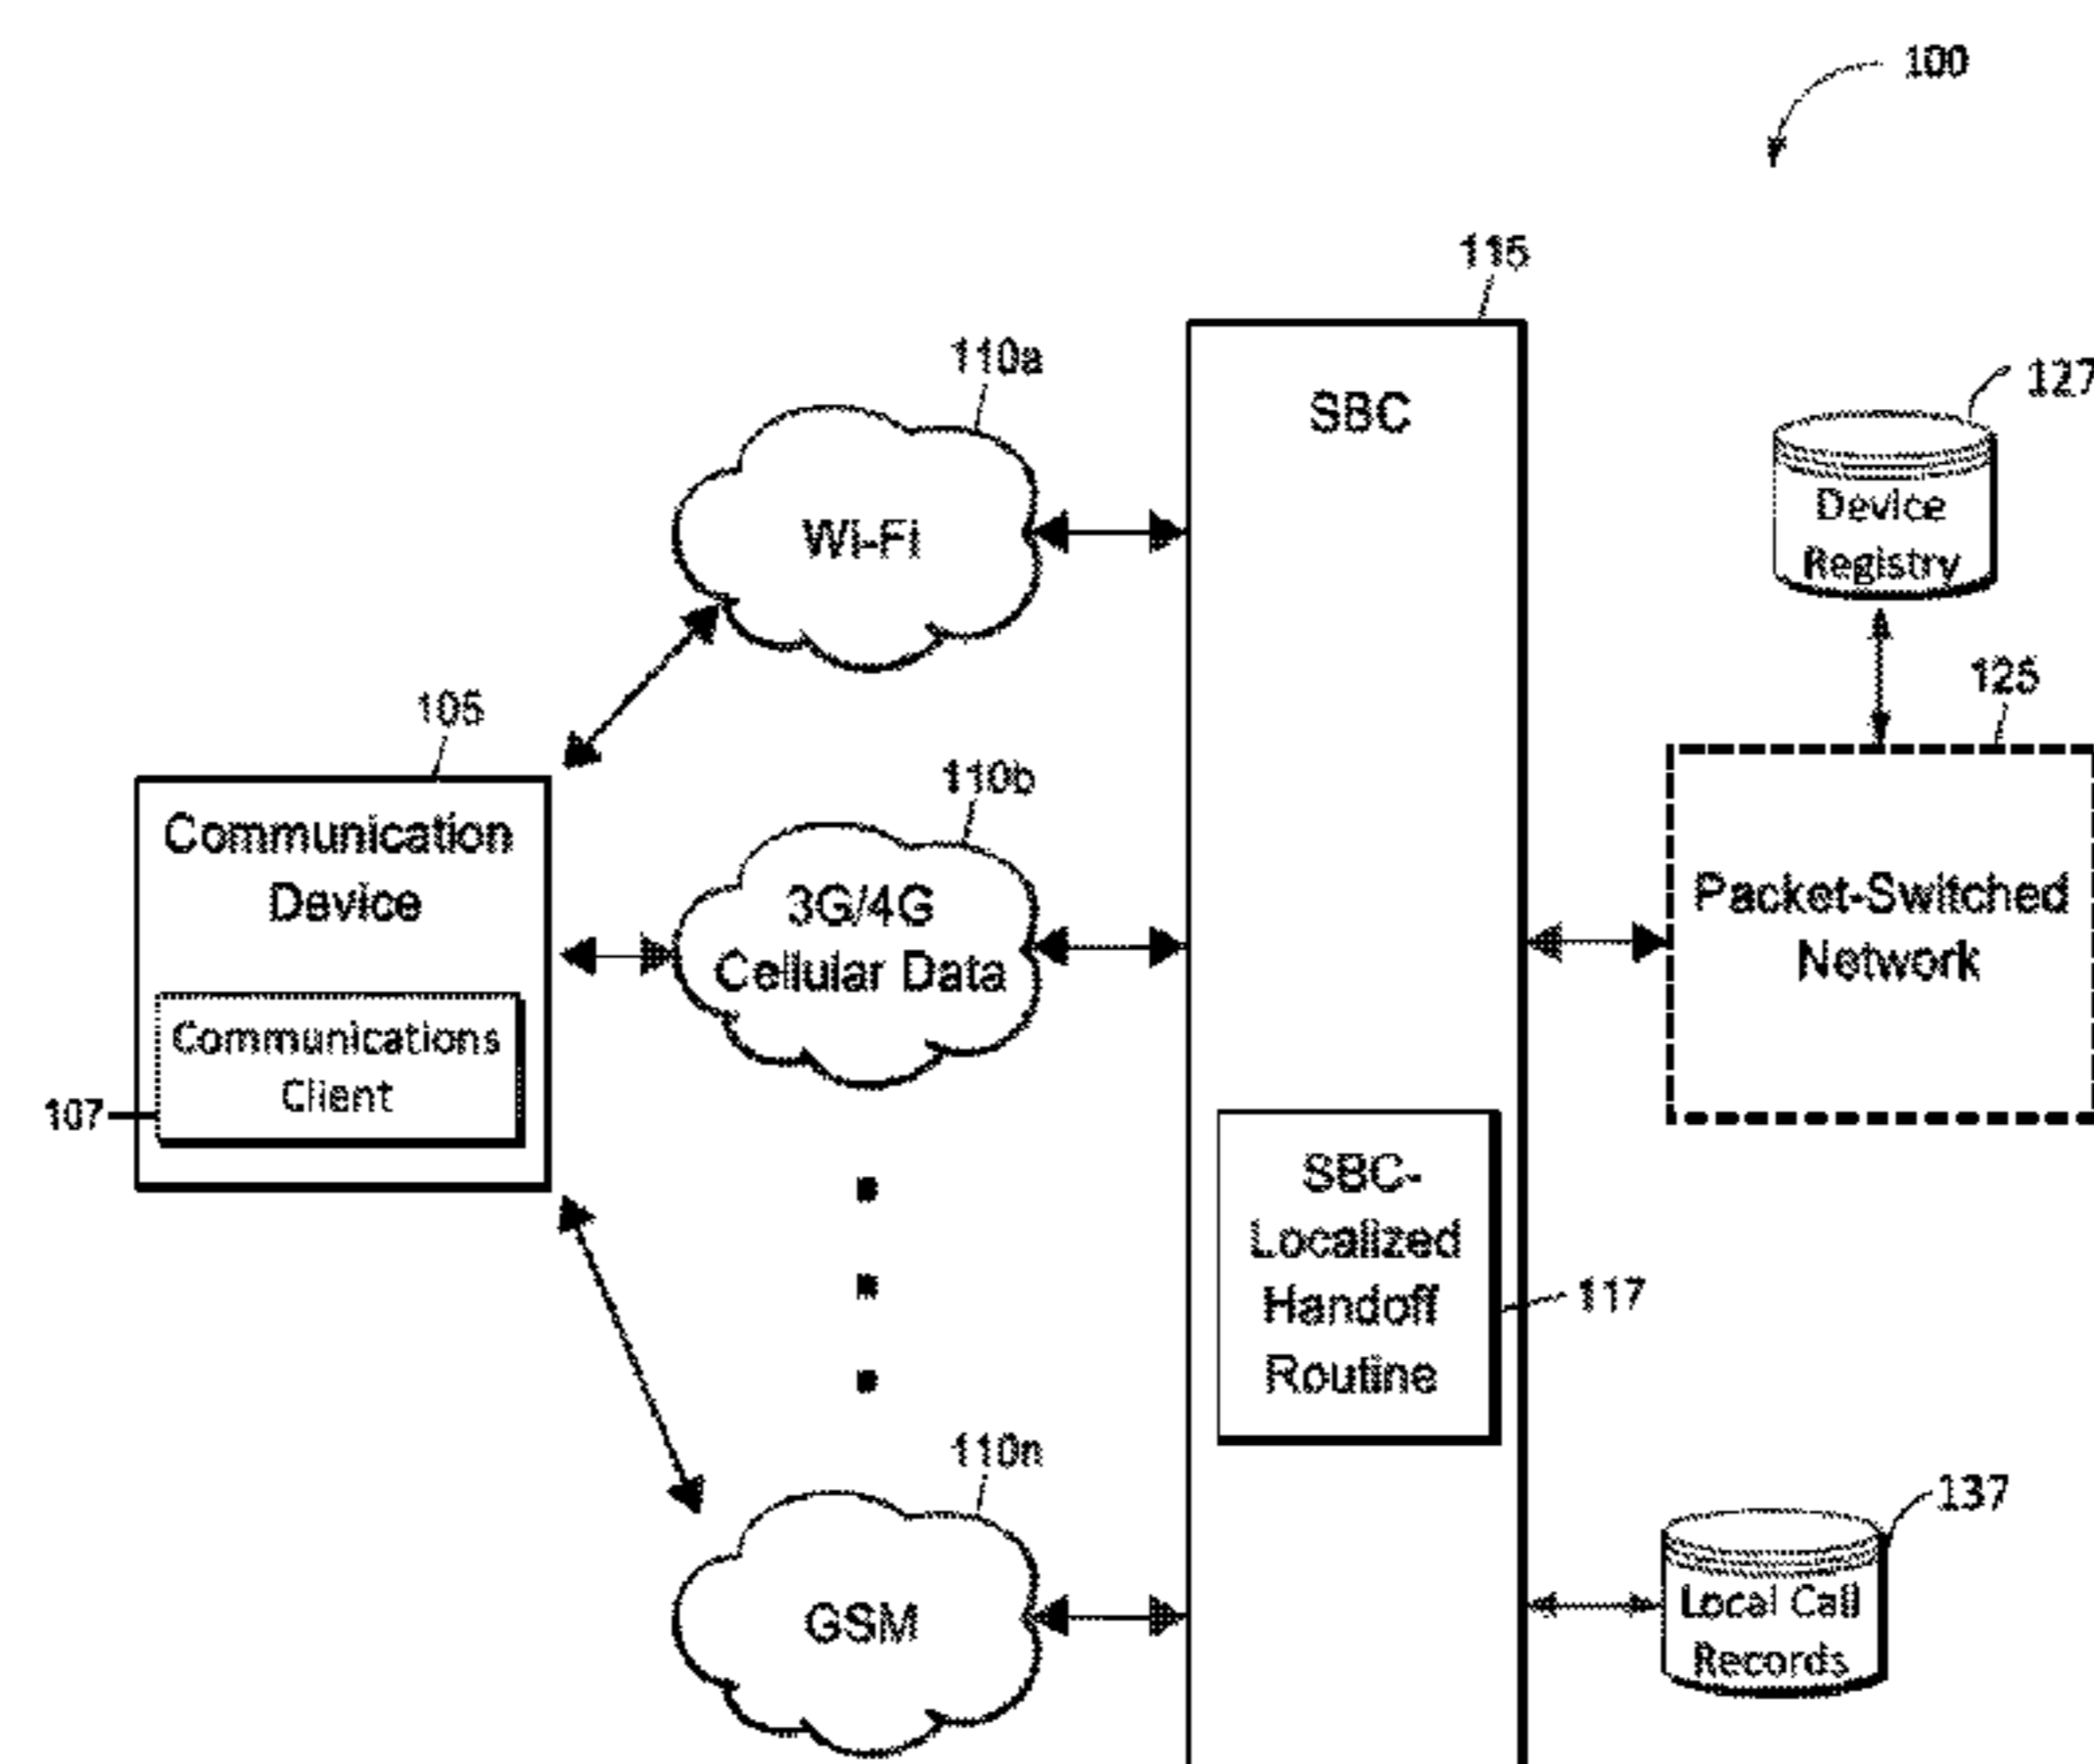 100
115
110a
SBC
127
Wi-Fi
Device
Registry
105
125
110b
Communication
Device
3G/4G
Cellular Data
Packet-Switched
Network
Communications
Client
107
SBC-
Localized
Handoff
Routine
117
110n
137
GSM
Local Call
Records